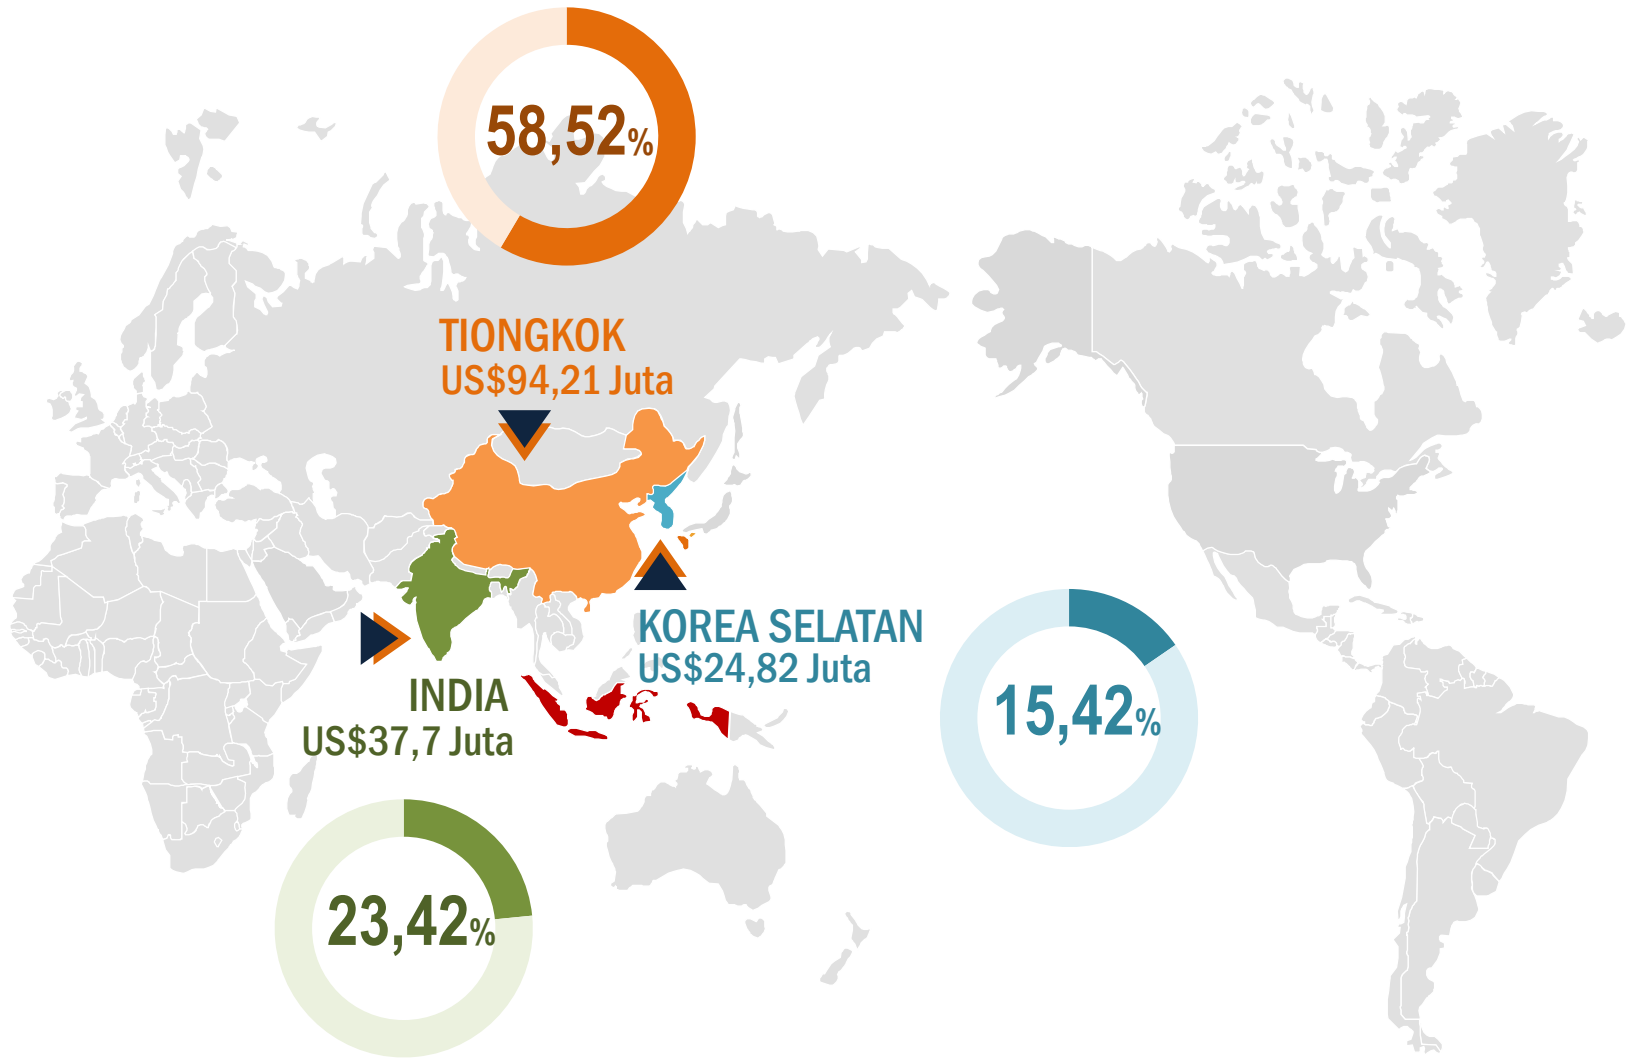 58,52%
TIONGKOK
US$94,21 Juta
KOREA SELATAN
US$24,82 Juta
15,42%
INDIA
US$37,7 Juta
23,42%